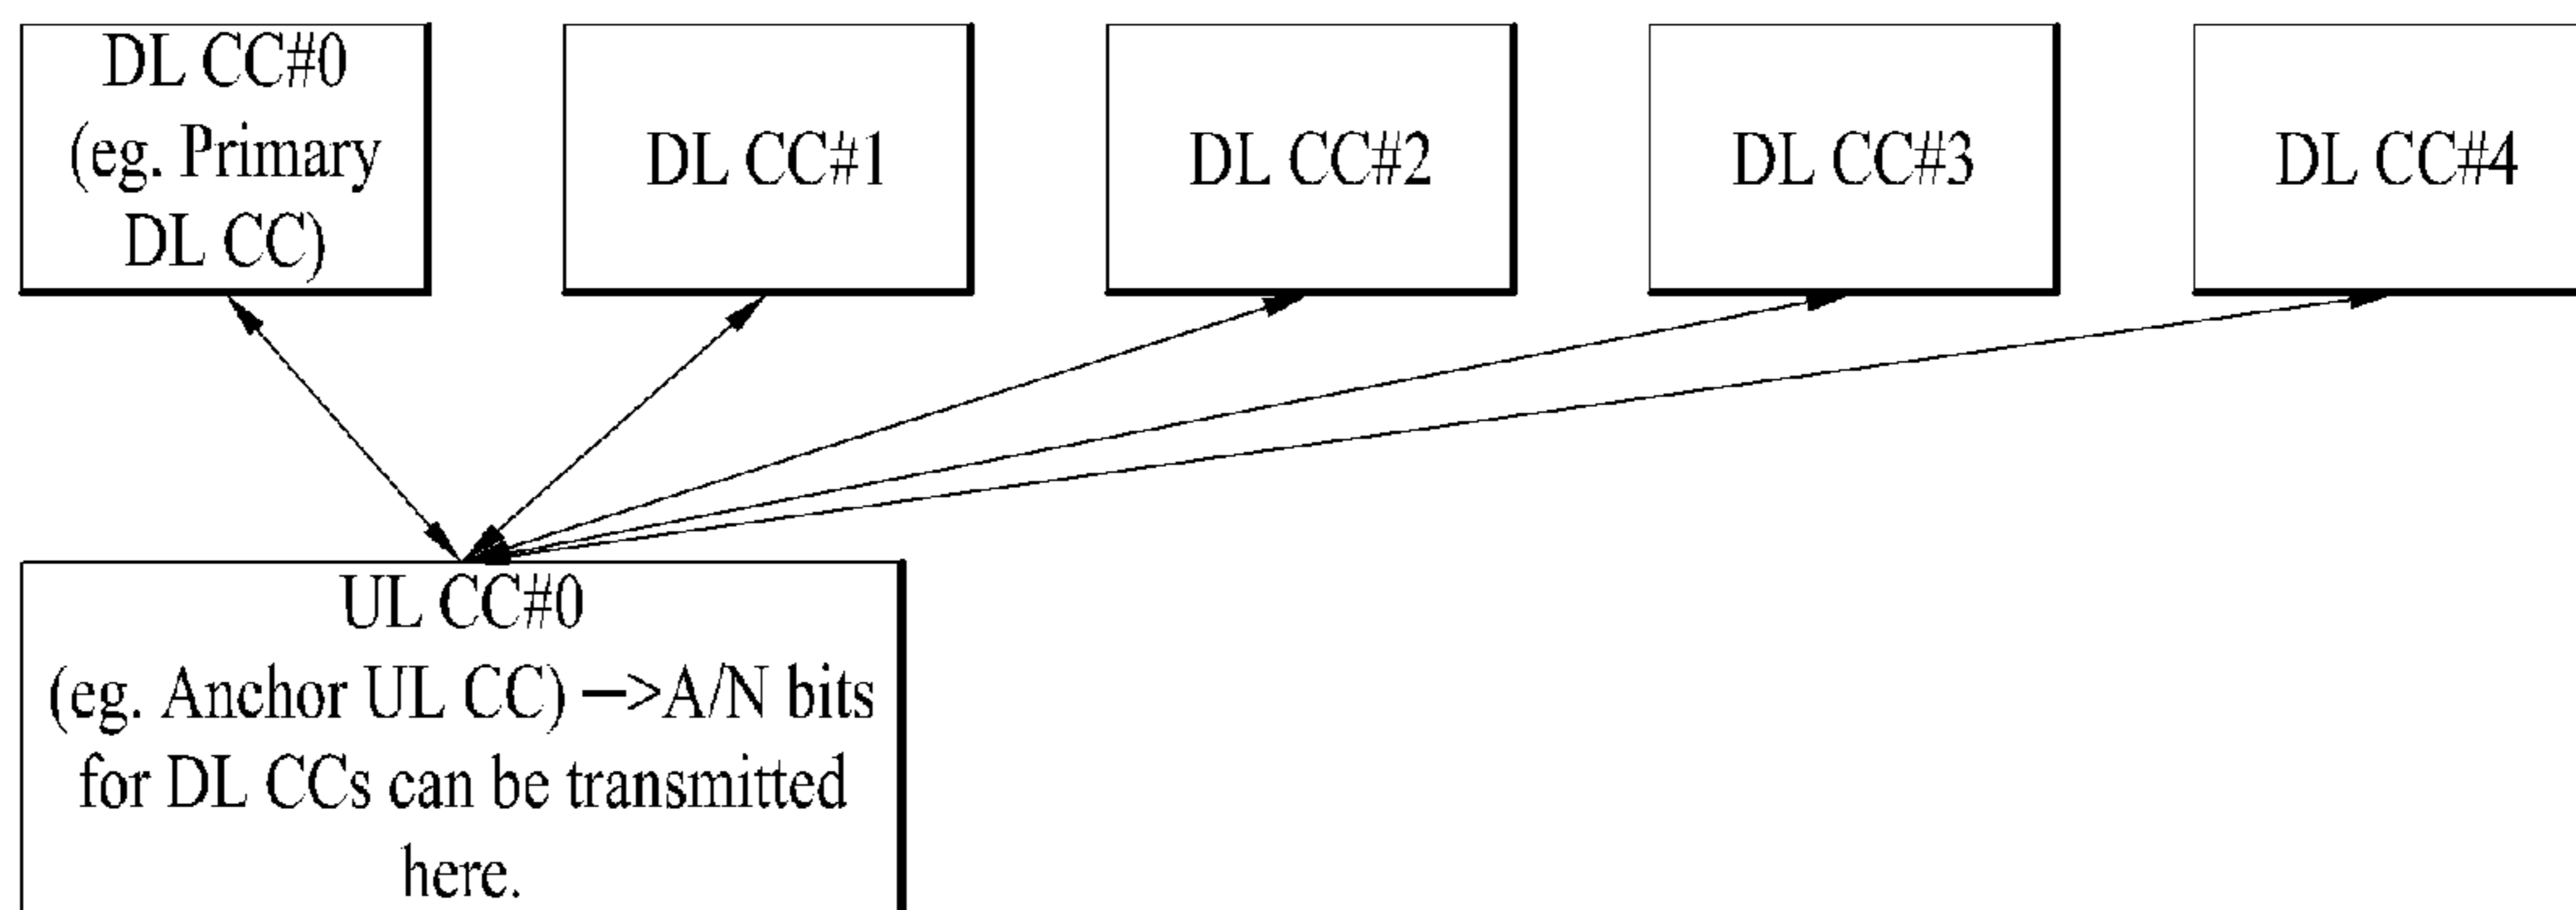 DL CC#0
(eg. Primary
DL CC)
DL CC#1
DL CC#2
DL CC#3
DL CC#4
UL CC#0
(eg. Anchor UL CC) —>A/N bits
for DL CCs can be transmitted
here.